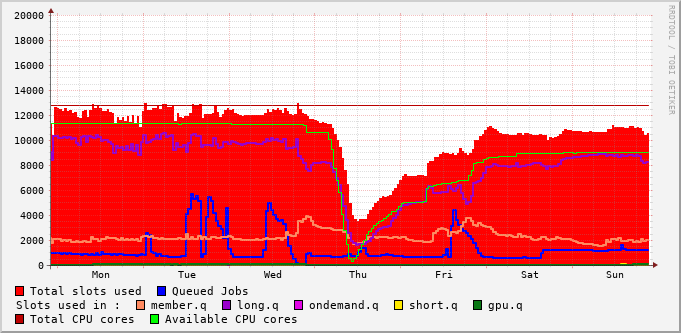 20000
18000
16000
14000
12000
10000
8000
6000
4000
2000
0
Mon Tue Wed Thu Fri Sat Sun
RRDTOOL / TOBI OETIKER
Total slots used Queued Jobs
Slots used in : member.q long.q ondemand.q short.q gpu.q
Total CPU cores Available CPU cores